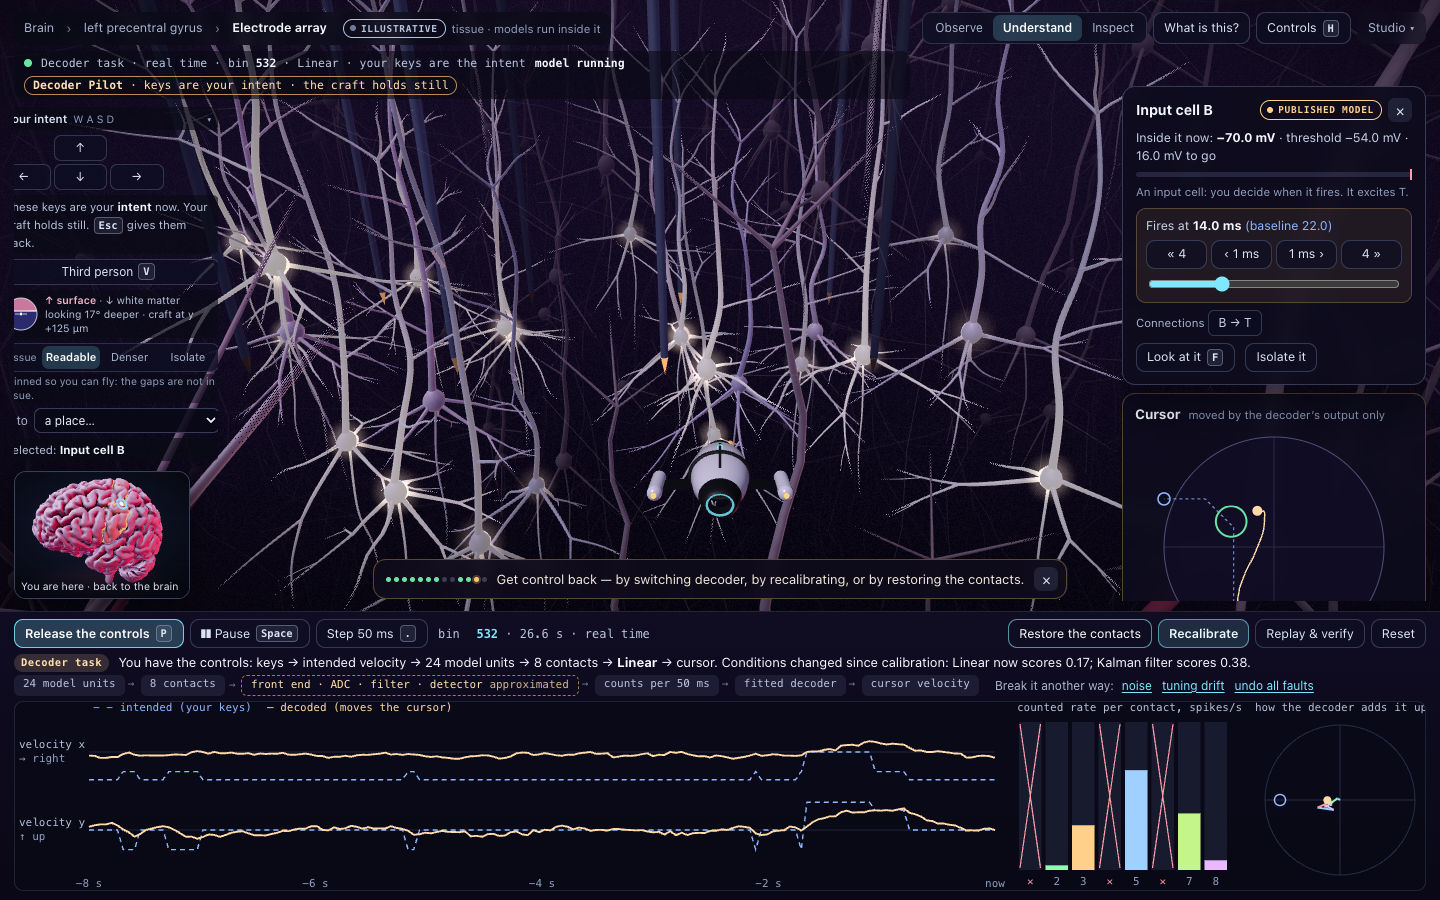 Brain › left precentral gyrus › Electrode array ILLUSTRATIVE tissue · models run inside it
Observe Understand Inspect What is this? Controls H Studio
Decoder task · real time · bin 532 · Linear · your keys are the intent model running
Decoder Pilot · keys are your intent · the craft holds still
our intent W A S D
↑
← ↓ →
hese keys are your intent now. Your
raft holds still. Esc gives them
ack.
Third person V
↑ surface · ↓ white matter
looking 17° deeper · craft at y
+125 µm
ssue Readable Denser Isolate
inned so you can fly: the gaps are not in
sue.
to a place...
elected: Input cell B
You are here · back to the brain
Input cell B PUBLISHED MODEL ×
Inside it now: −70.0 mV · threshold −54.0 mV ·
16.0 mV to go
An input cell: you decide when it fires. It excites T.
Fires at 14.0 ms (baseline 22.0)
« 4 ‹ 1 ms 1 ms › 4 »
Connections B → T
Look at it F Isolate it
Cursor moved by the decoder's output only
Get control back — by switching decoder, by recalibrating, or by restoring the contacts. ×
Release the controls P Pause Space Step 50 ms . bin 532 · 26.6 s · real time
Restore the contacts Recalibrate Replay & verify Reset
Decoder task You have the controls: keys → intended velocity → 24 model units → 8 contacts → Linear → cursor. Conditions changed since calibration: Linear now scores 0.17; Kalman filter scores 0.38.
24 model units → 8 contacts → front end · ADC · filter · detector approximated → counts per 50 ms → fitted decoder → cursor velocity Break it another way: noise tuning drift undo all faults
– – intended (your keys) — decoded (moves the cursor)
counted rate per contact, spikes/s how the decoder adds it up
velocity x
→ right
velocity y
↑ up
−8 s −6 s −4 s −2 s now
× 2 3 × 5 × 7 8